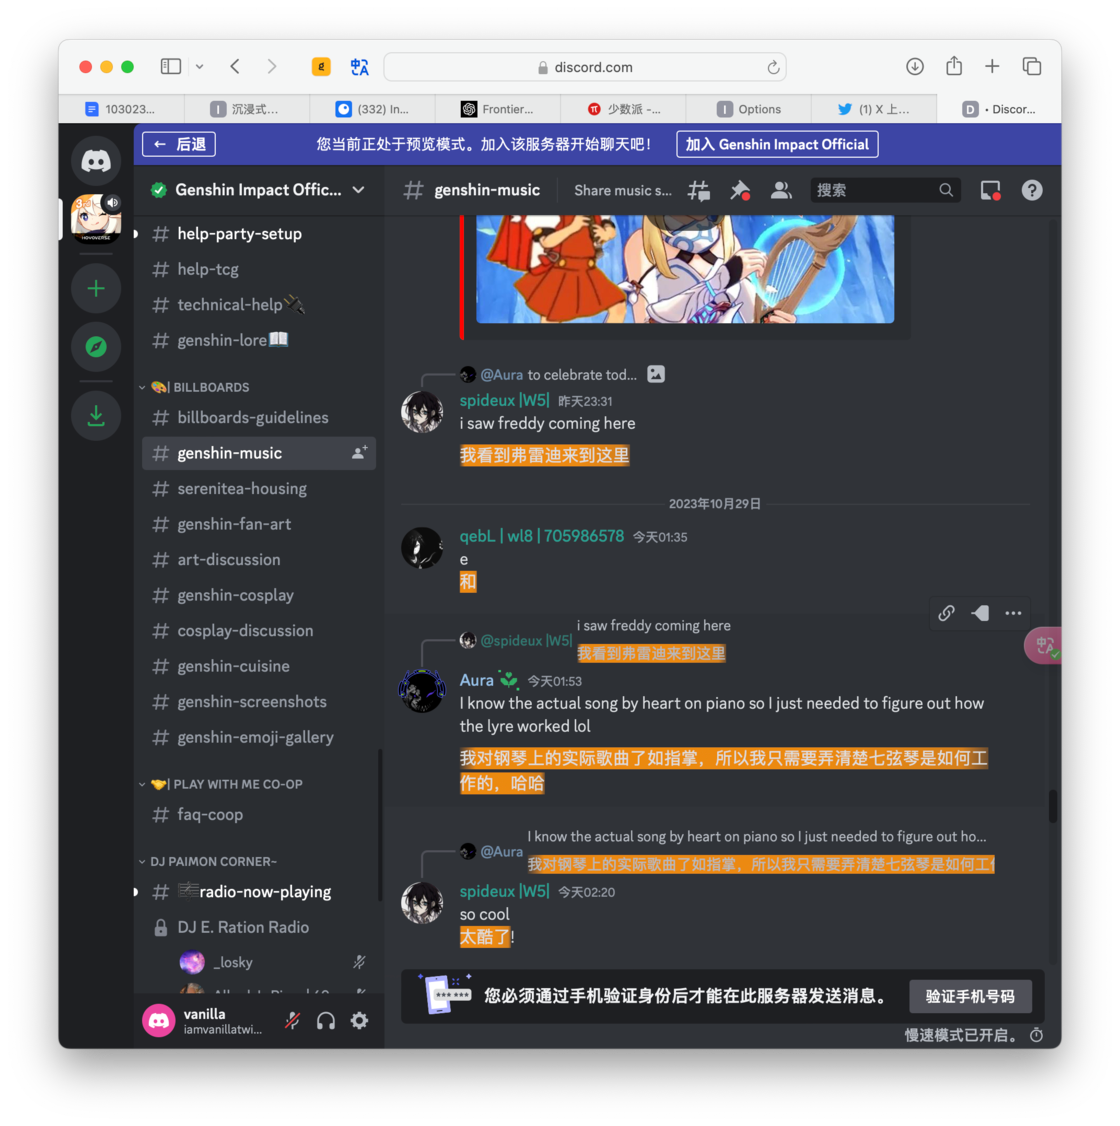 discord.com
103023...
沉浸式...
(332) In...
Frontier...
少数派 -...
Options
(1) X 上...
• Discor...
← 后退
您当前正处于预览模式。加入该服务器开始聊天吧！
加入 Genshin Impact Official
Genshin Impact Offic...
genshin-music
Share music s...
搜索
help-party-setup
help-tcg
technical-help
genshin-lore
| BILLBOARDS
billboards-guidelines
genshin-music
serenitea-housing
genshin-fan-art
art-discussion
genshin-cosplay
cosplay-discussion
genshin-cuisine
genshin-screenshots
genshin-emoji-gallery
| PLAY WITH ME CO-OP
faq-coop
DJ PAIMON CORNER~
radio-now-playing
DJ E. Ration Radio
_losky
vanilla
iamvanillatwi...
@Aura to celebrate tod...
spideux |W5| 昨天23:31
i saw freddy coming here
我看到弗雷迪来到这里
2023年10月29日
qebL | wl8 | 705986578 今天01:35
e
和
@spideux |W5| i saw freddy coming here
我看到弗雷迪来到这里
Aura 今天01:53
I know the actual song by heart on piano so I just needed to figure out how
the lyre worked lol
我对钢琴上的实际歌曲了如指掌，所以我只需要弄清楚七弦琴是如何工
作的，哈哈
@Aura I know the actual song by heart on piano so I just needed to figure out ho...
我对钢琴上的实际歌曲了如指掌，所以我只需要弄清楚七弦琴是如何工
spideux |W5| 今天02:20
so cool
太酷了!
您必须通过手机验证身份后才能在此服务器发送消息。
验证手机号码
慢速模式已开启。